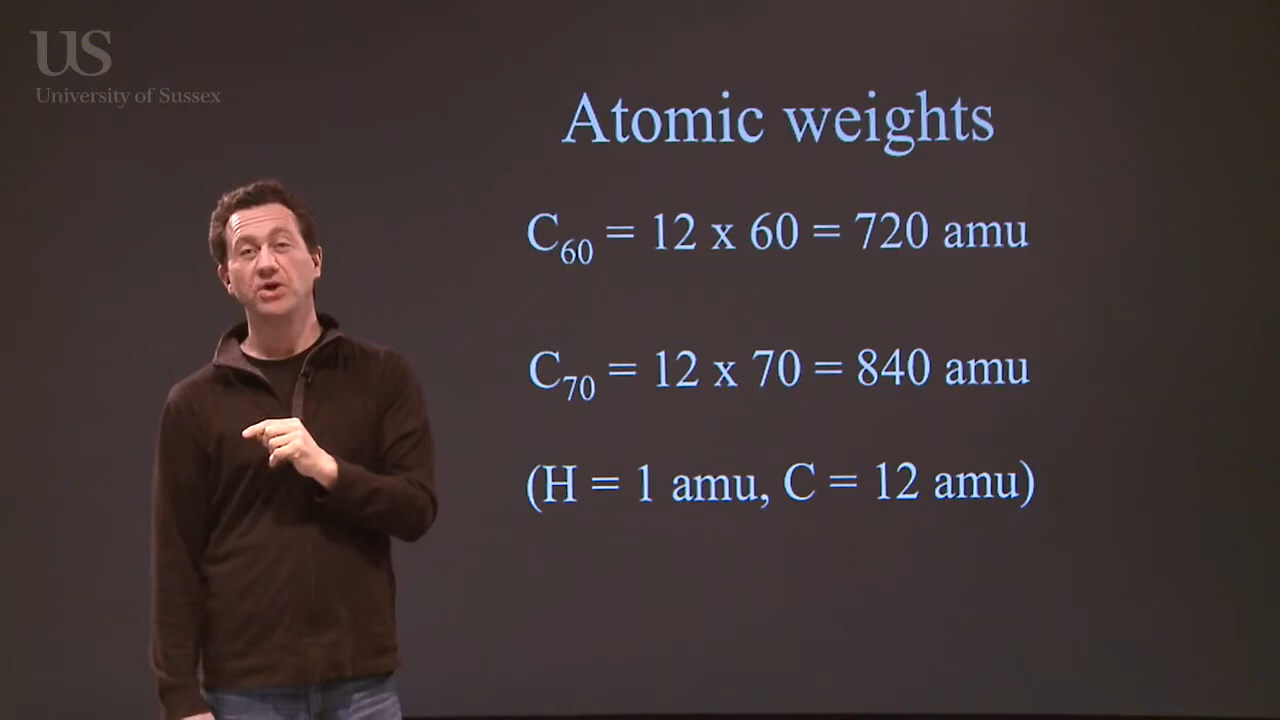 US
University of Sussex
Atomic weights
C₆₀ = 12 x 60 = 720 amu
C₇₀ = 12 x 70 = 840 amu
(H = 1 amu, C = 12 amu)